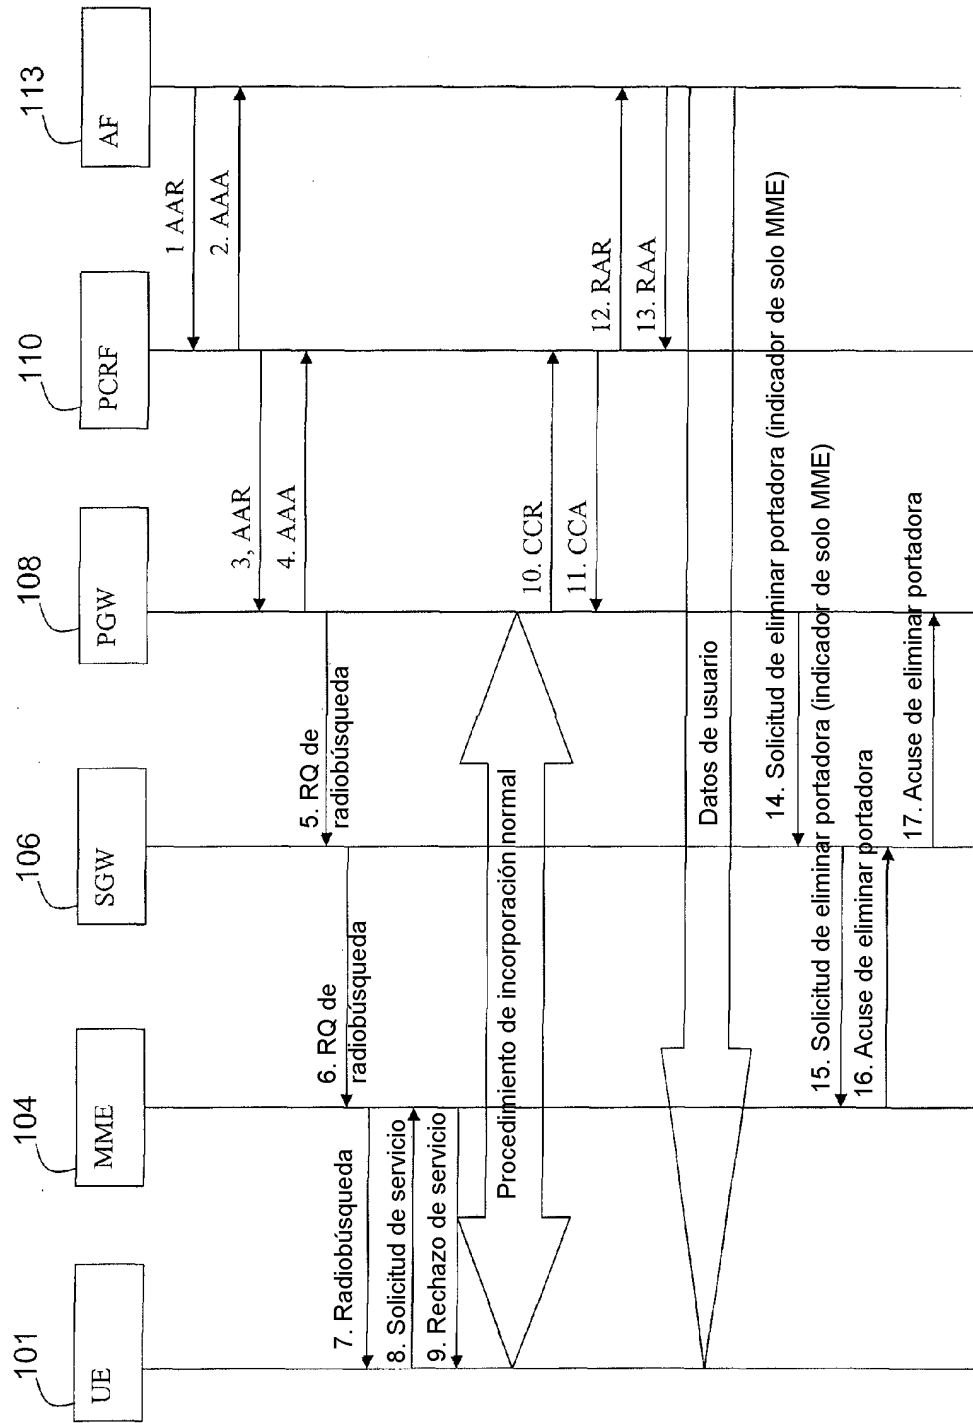 101
UE
104
MME
106
SGW
108
PGW
110
PCRF
113
AF
1 AAR
2. AAA
3, AAR
4. AAA
5. RQ de
radiobúsqueda
6. RQ de
radiobúsqueda
7. Radiobúsqueda
8. Solicitud de servicio
9. Rechazo de servicio
Procedimiento de incorporación normal
10. CCR
11. CCA
12. RAR
13. RAA
Datos de usuario
14. Solicitud de eliminar portadora (indicador de solo MME)
15. Solicitud de eliminar portadora (indicador de solo MME)
16. Acuse de eliminar portadora
17. Acuse de eliminar portadora